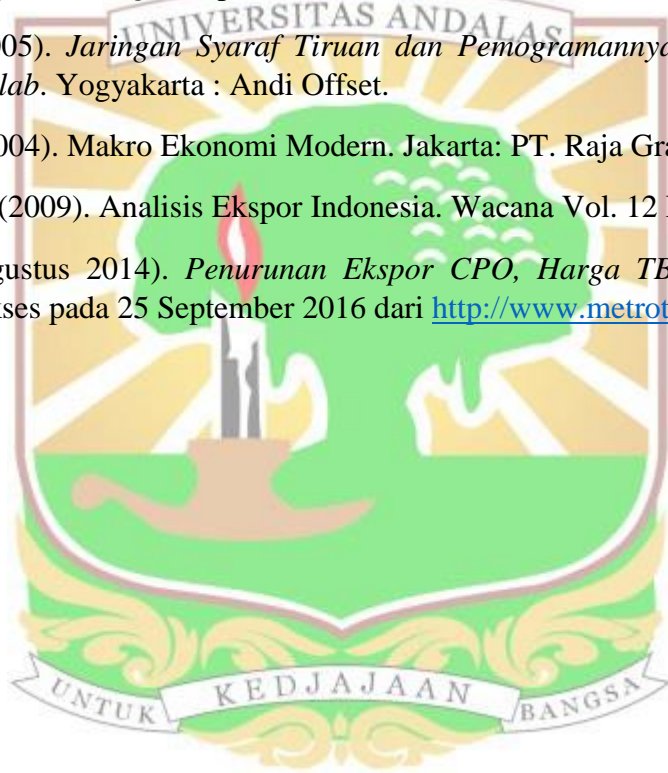 UNIVERSITAS ANDALAS
005). Jaringan Syaraf Tiruan dan Pemogramannya
lab. Yogyakarta : Andi Offset.
004). Makro Ekonomi Modern. Jakarta: PT. Raja Gra
(2009). Analisis Ekspor Indonesia. Wacana Vol. 12
gustus 2014). Penurunan Ekspor CPO, Harga TB
kses pada 25 September 2016 dari http://www.metrot
UNTUK KEDJAJAAN BANGSA